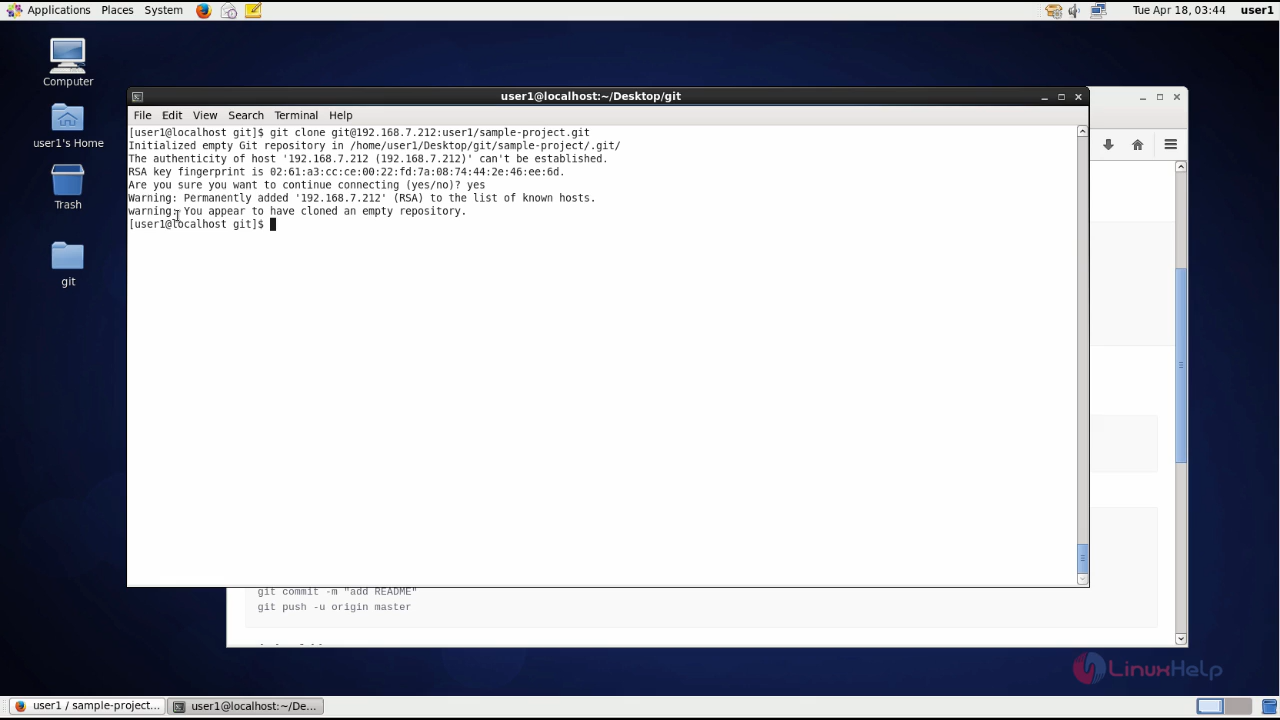 Applications Places System
Tue Apr 18, 03:44 user1
Computer
user1's Home
Trash
git
user1@localhost:~/Desktop/git
File Edit View Search Terminal Help
[user1@localhost git]$ git clone git@192.168.7.212:user1/sample-project.git
Initialized empty Git repository in /home/user1/Desktop/git/sample-project/.git/
The authenticity of host '192.168.7.212 (192.168.7.212)' can't be established.
RSA key fingerprint is 02:61:a3:cc:ce:00:22:fd:7a:08:74:44:2e:46:ee:6d.
Are you sure you want to continue connecting (yes/no)? yes
Warning: Permanently added '192.168.7.212' (RSA) to the list of known hosts.
warning: You appear to have cloned an empty repository.
[user1@localhost git]$
git commit -m "add README"
git push -u origin master
LinuxHelp
user1 / sample-project...
user1@localhost:~/De...